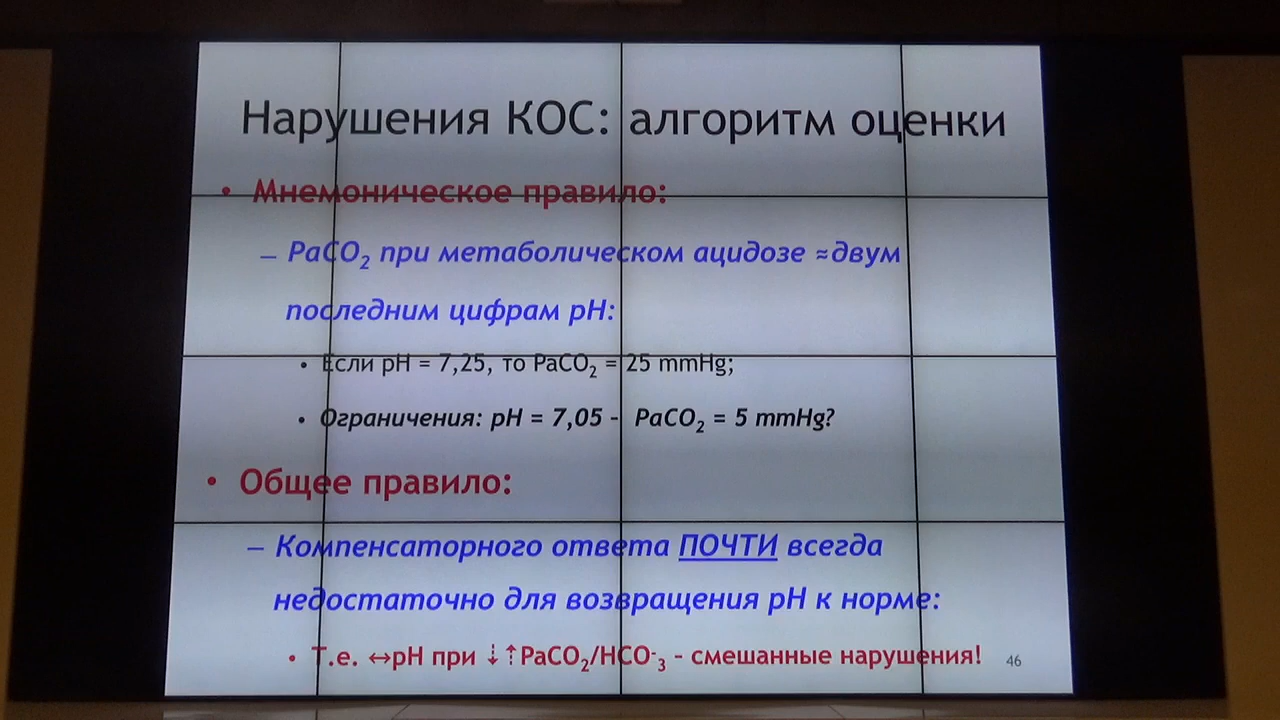 Нарушения КОС: алгоритм оценки
• Мнемоническое правило:
– PaCO₂ при метаболическом ацидозе ≈двум
последним цифрам pH:
• Если pH = 7,25, то PaCO₂ = 25 mmHg;
• Ограничения: pH = 7,05 - PaCO₂ = 5 mmHg?
• Общее правило:
– Компенсаторного ответа ПОЧТИ всегда
недостаточно для возвращения pH к норме:
• Т.е. ↔pH при ↓↑PaCO₂/HCO⁻₃ - смешанные нарушения!
46